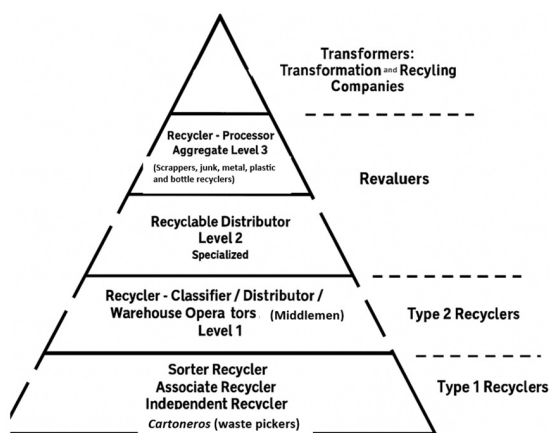 Transformers:
Transformation and Recyling
Companies
Recycler - Processor
Aggregate Level 3
(Scrappers, junk, metal, plastic
and bottle recyclers)
Revaluers
Recyclable Distributor
Level 2
Specialized
Recycler - Classifier / Distributor /
Warehouse Opera tors (Middlemen)
Level 1
Type 2 Recyclers
Sorter Recycler
Associate Recycler
Independent Recycler
Cartoneros (waste pickers)
Type 1 Recyclers